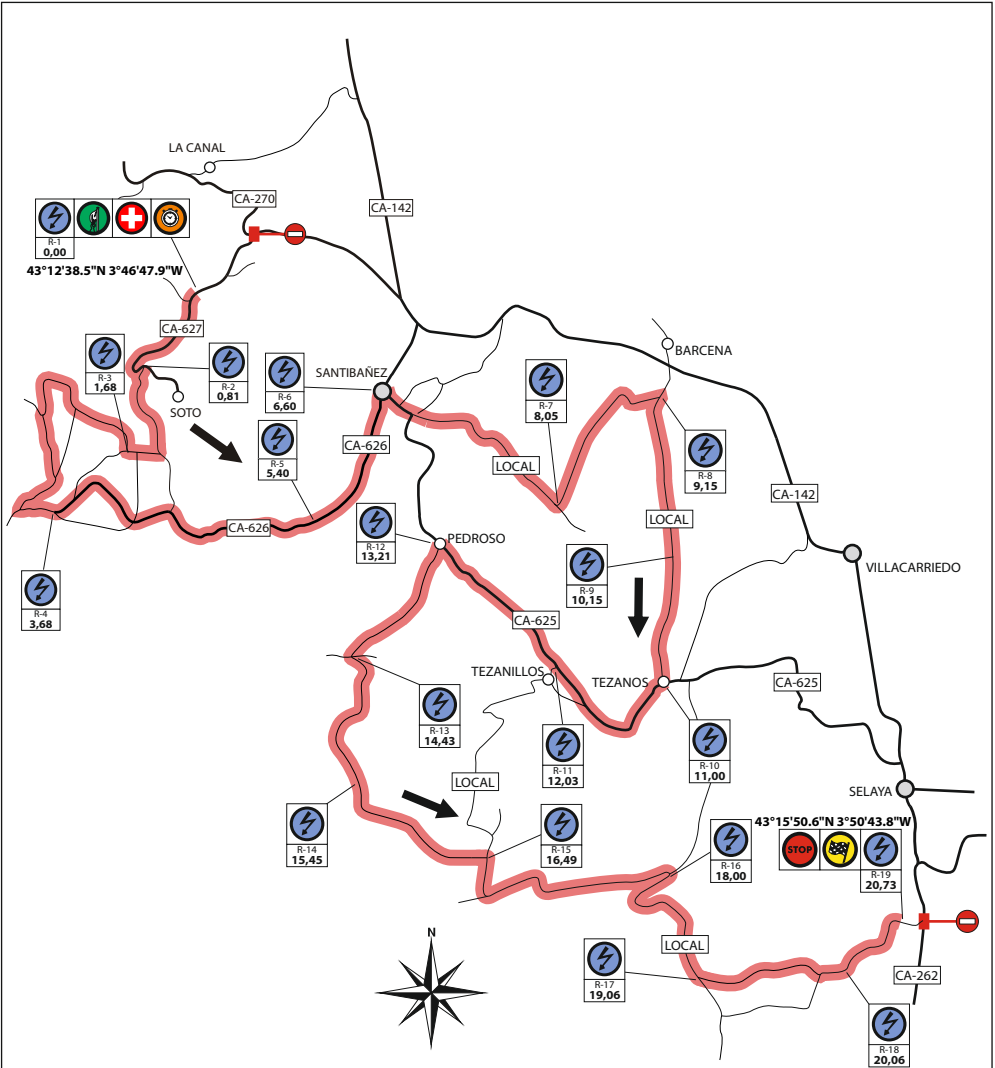 LA CANAL
CA-270
CA-142
R-1
0,00
43°12'38.5"N 3°46'47.9"W
CA-627
BARCENA
R-3
1,68
R-2
0,81
R-6
6,60
SANTIBAÑEZ
R-7
8,05
SOTO
R-5
5,40
CA-626
LOCAL
R-8
9,15
CA-142
CA-626
LOCAL
R-12
13,21
PEDROSO
VILLACARRIEDO
R-4
3,68
R-9
10,15
CA-625
TEZANILLOS
TEZANOS
CA-625
R-13
14,43
R-11
12,03
R-10
11,00
LOCAL
SELAYA
43°15'50.6"N 3°50'43.8"W
R-14
15,45
R-15
16,49
R-16
18,00
STOP
R-19
20,73
N
LOCAL
R-17
19,06
CA-262
R-18
20,06